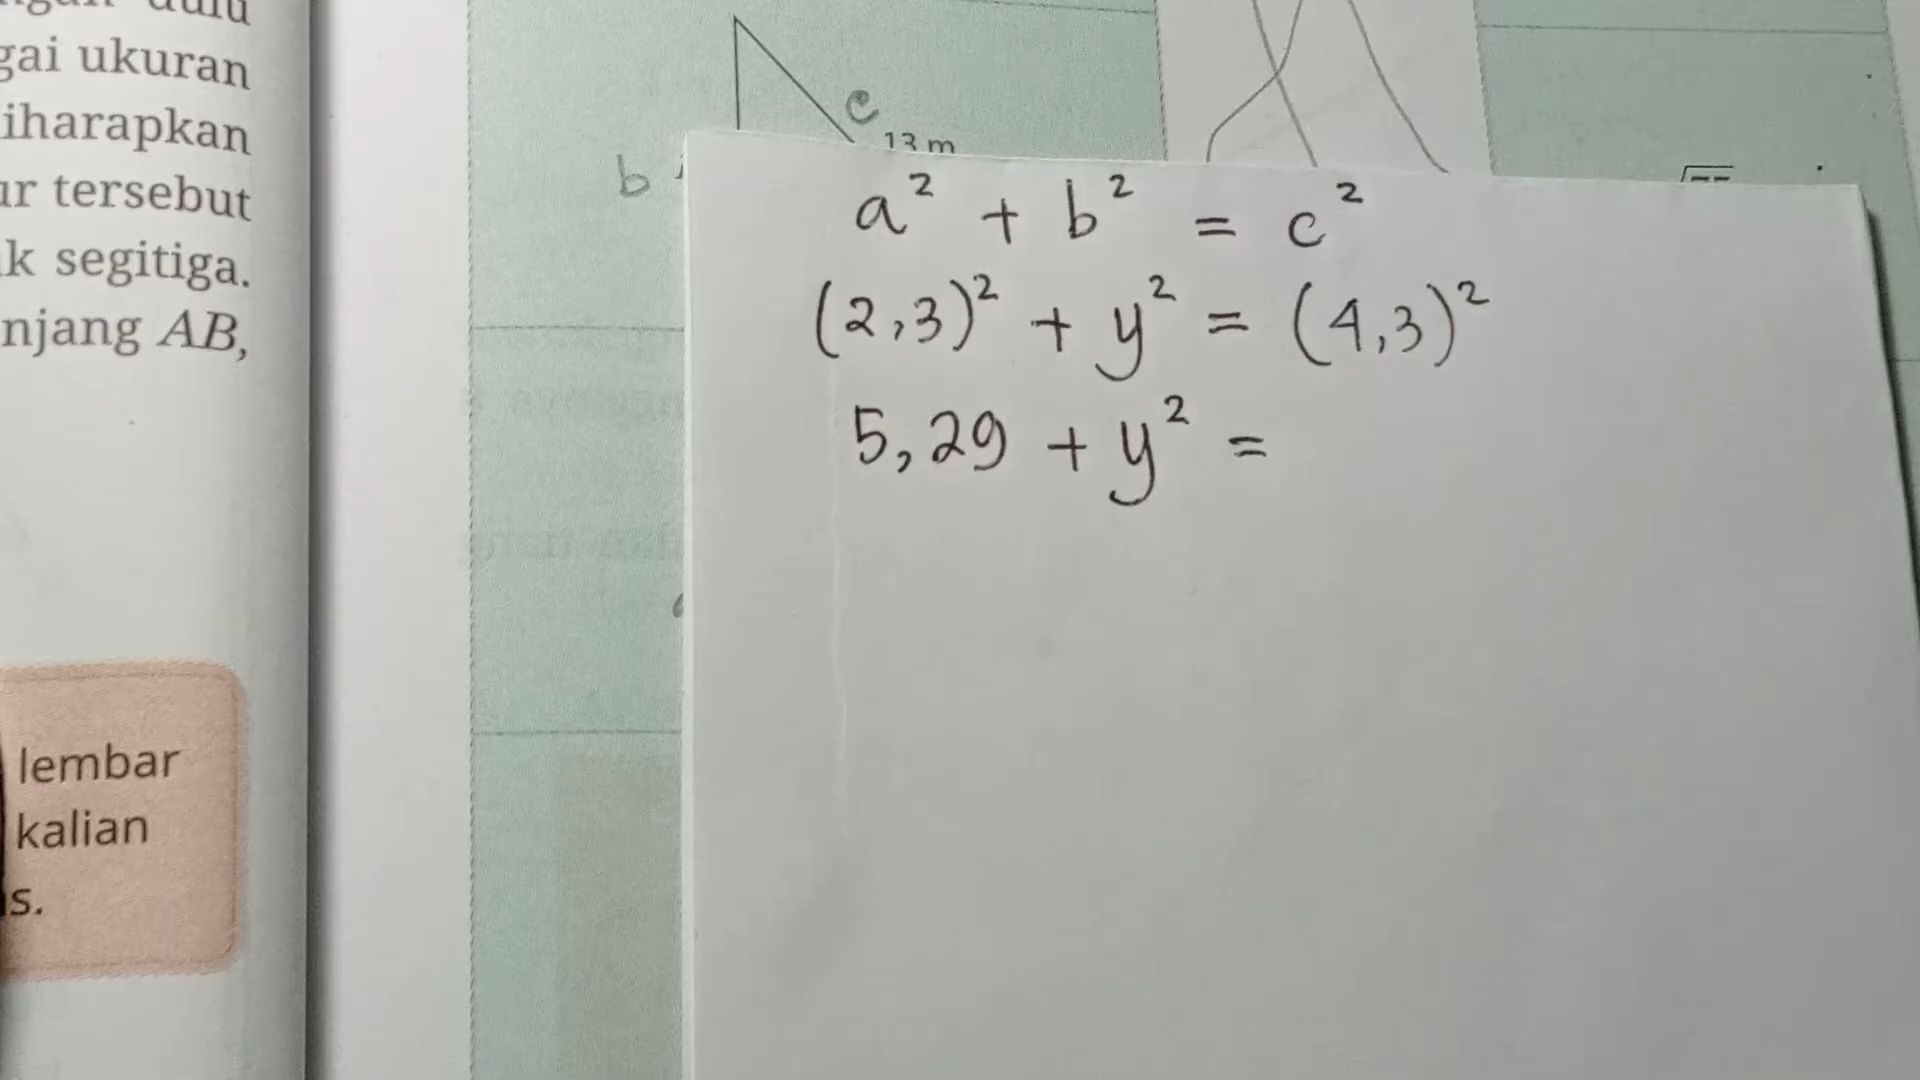 gai ukuran
iharapkan
ur tersebut
k segitiga.
njang AB,
lembar
kalian
s.
c
13 m
b
a² + b² = c²
(2,3)² + y² = (4,3)²
5,29 + y² =